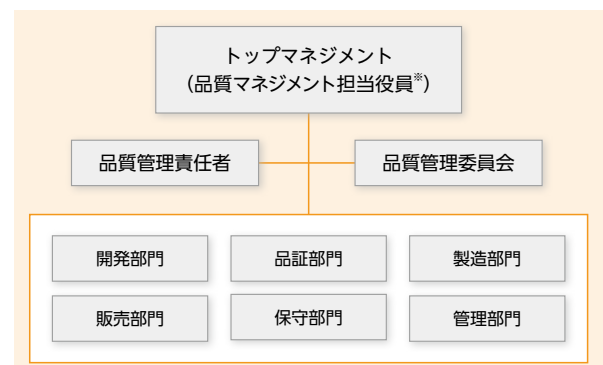 トップマネジメント
（品質マネジメント担当役員※）
品質管理責任者
品質管理委員会
開発部門
品証部門
製造部門
販売部門
保守部門
管理部門